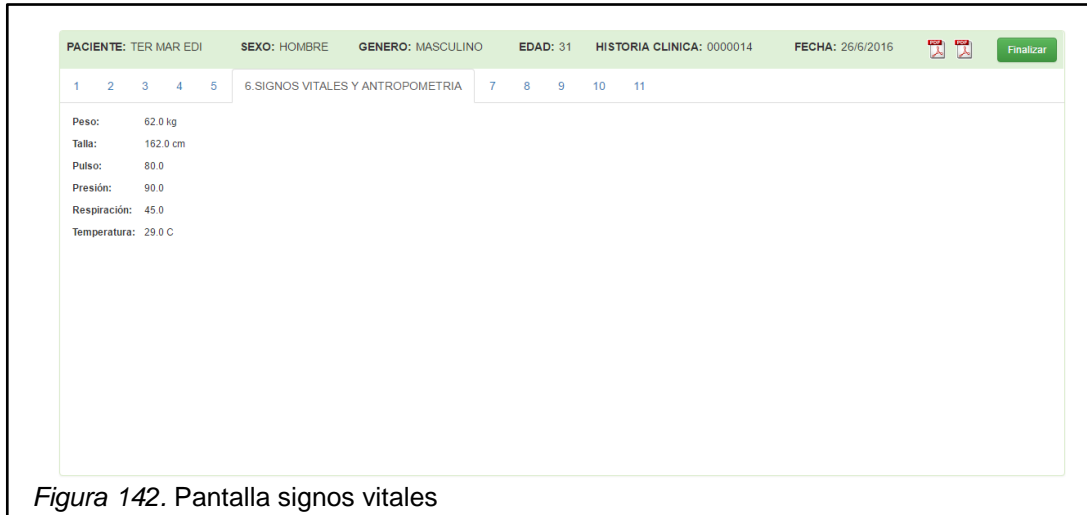 PACIENTE: TER MAR EDI SEXO: HOMBRE GENERO: MASCULINO EDAD: 31 HISTORIA CLINICA: 0000014 FECHA: 26/6/2016 PDF PDF Finalizar
1 2 3 4 5 6.SIGNOS VITALES Y ANTROPOMETRIA 7 8 9 10 11
Peso: 62.0 kg
Talla: 162.0 cm
Pulso: 80.0
Presión: 90.0
Respiración: 45.0
Temperatura: 29.0 C
Figura 142. Pantalla signos vitales